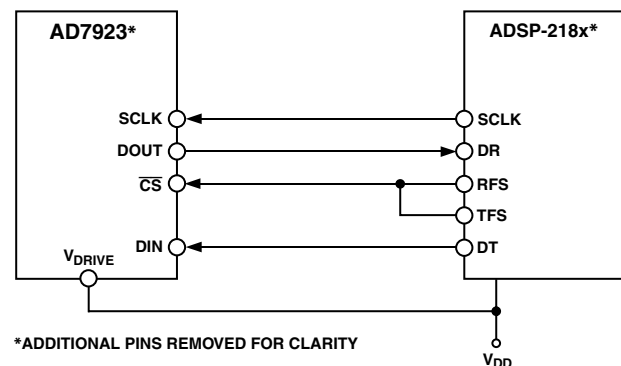 AD7923*
ADSP-218x*
SCLK
SCLK
DOUT
DR
CS
RFS
TFS
DIN
DT
VDRIVE
*ADDITIONAL PINS REMOVED FOR CLARITY
VDD